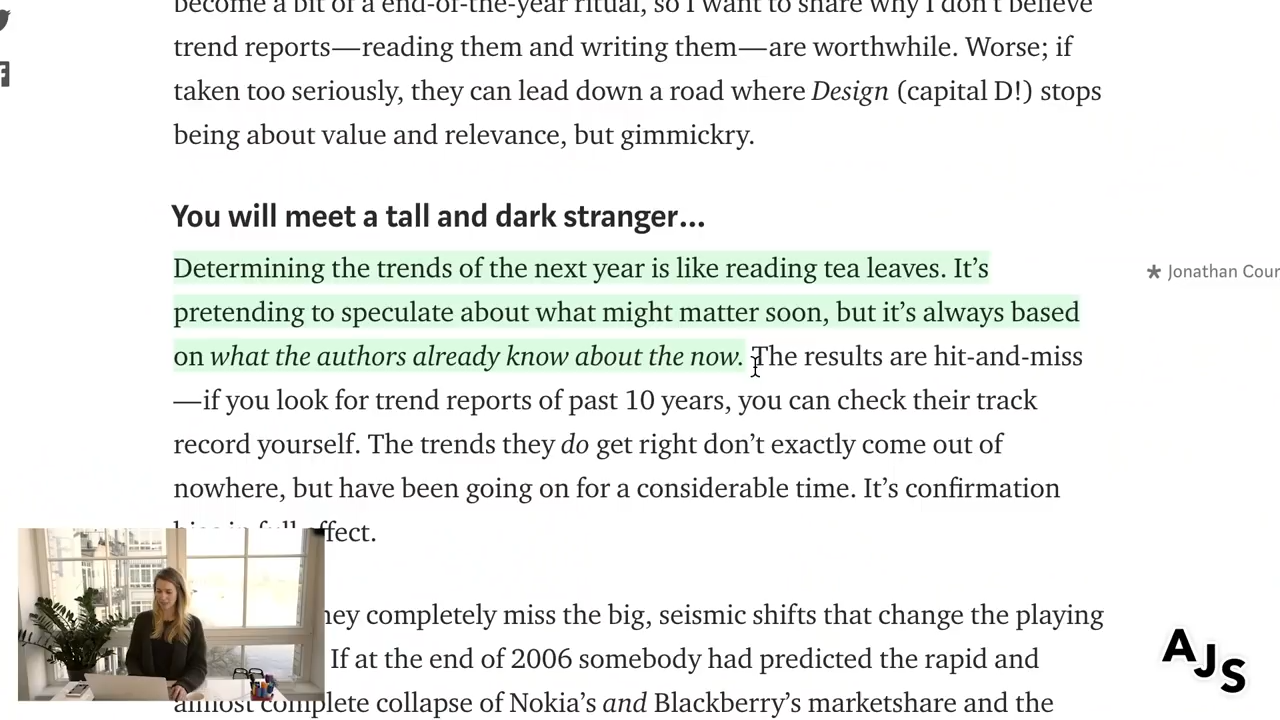 become a bit of a end-of-the-year ritual, so I want to share why I don't believe
trend reports—reading them and writing them—are worthwhile. Worse; if
taken too seriously, they can lead down a road where Design (capital D!) stops
being about value and relevance, but gimmickry.
You will meet a tall and dark stranger…
Determining the trends of the next year is like reading tea leaves. It's
pretending to speculate about what might matter soon, but it's always based
on what the authors already know about the now. The results are hit-and-miss
—if you look for trend reports of past 10 years, you can check their track
record yourself. The trends they do get right don't exactly come out of
nowhere, but have been going on for a considerable time. It's confirmation
bias in full effect.
hey completely miss the big, seismic shifts that change the playing
If at the end of 2006 somebody had predicted the rapid and
almost complete collapse of Nokia's and Blackberry's marketshare and the
Jonathan Cour
AJS